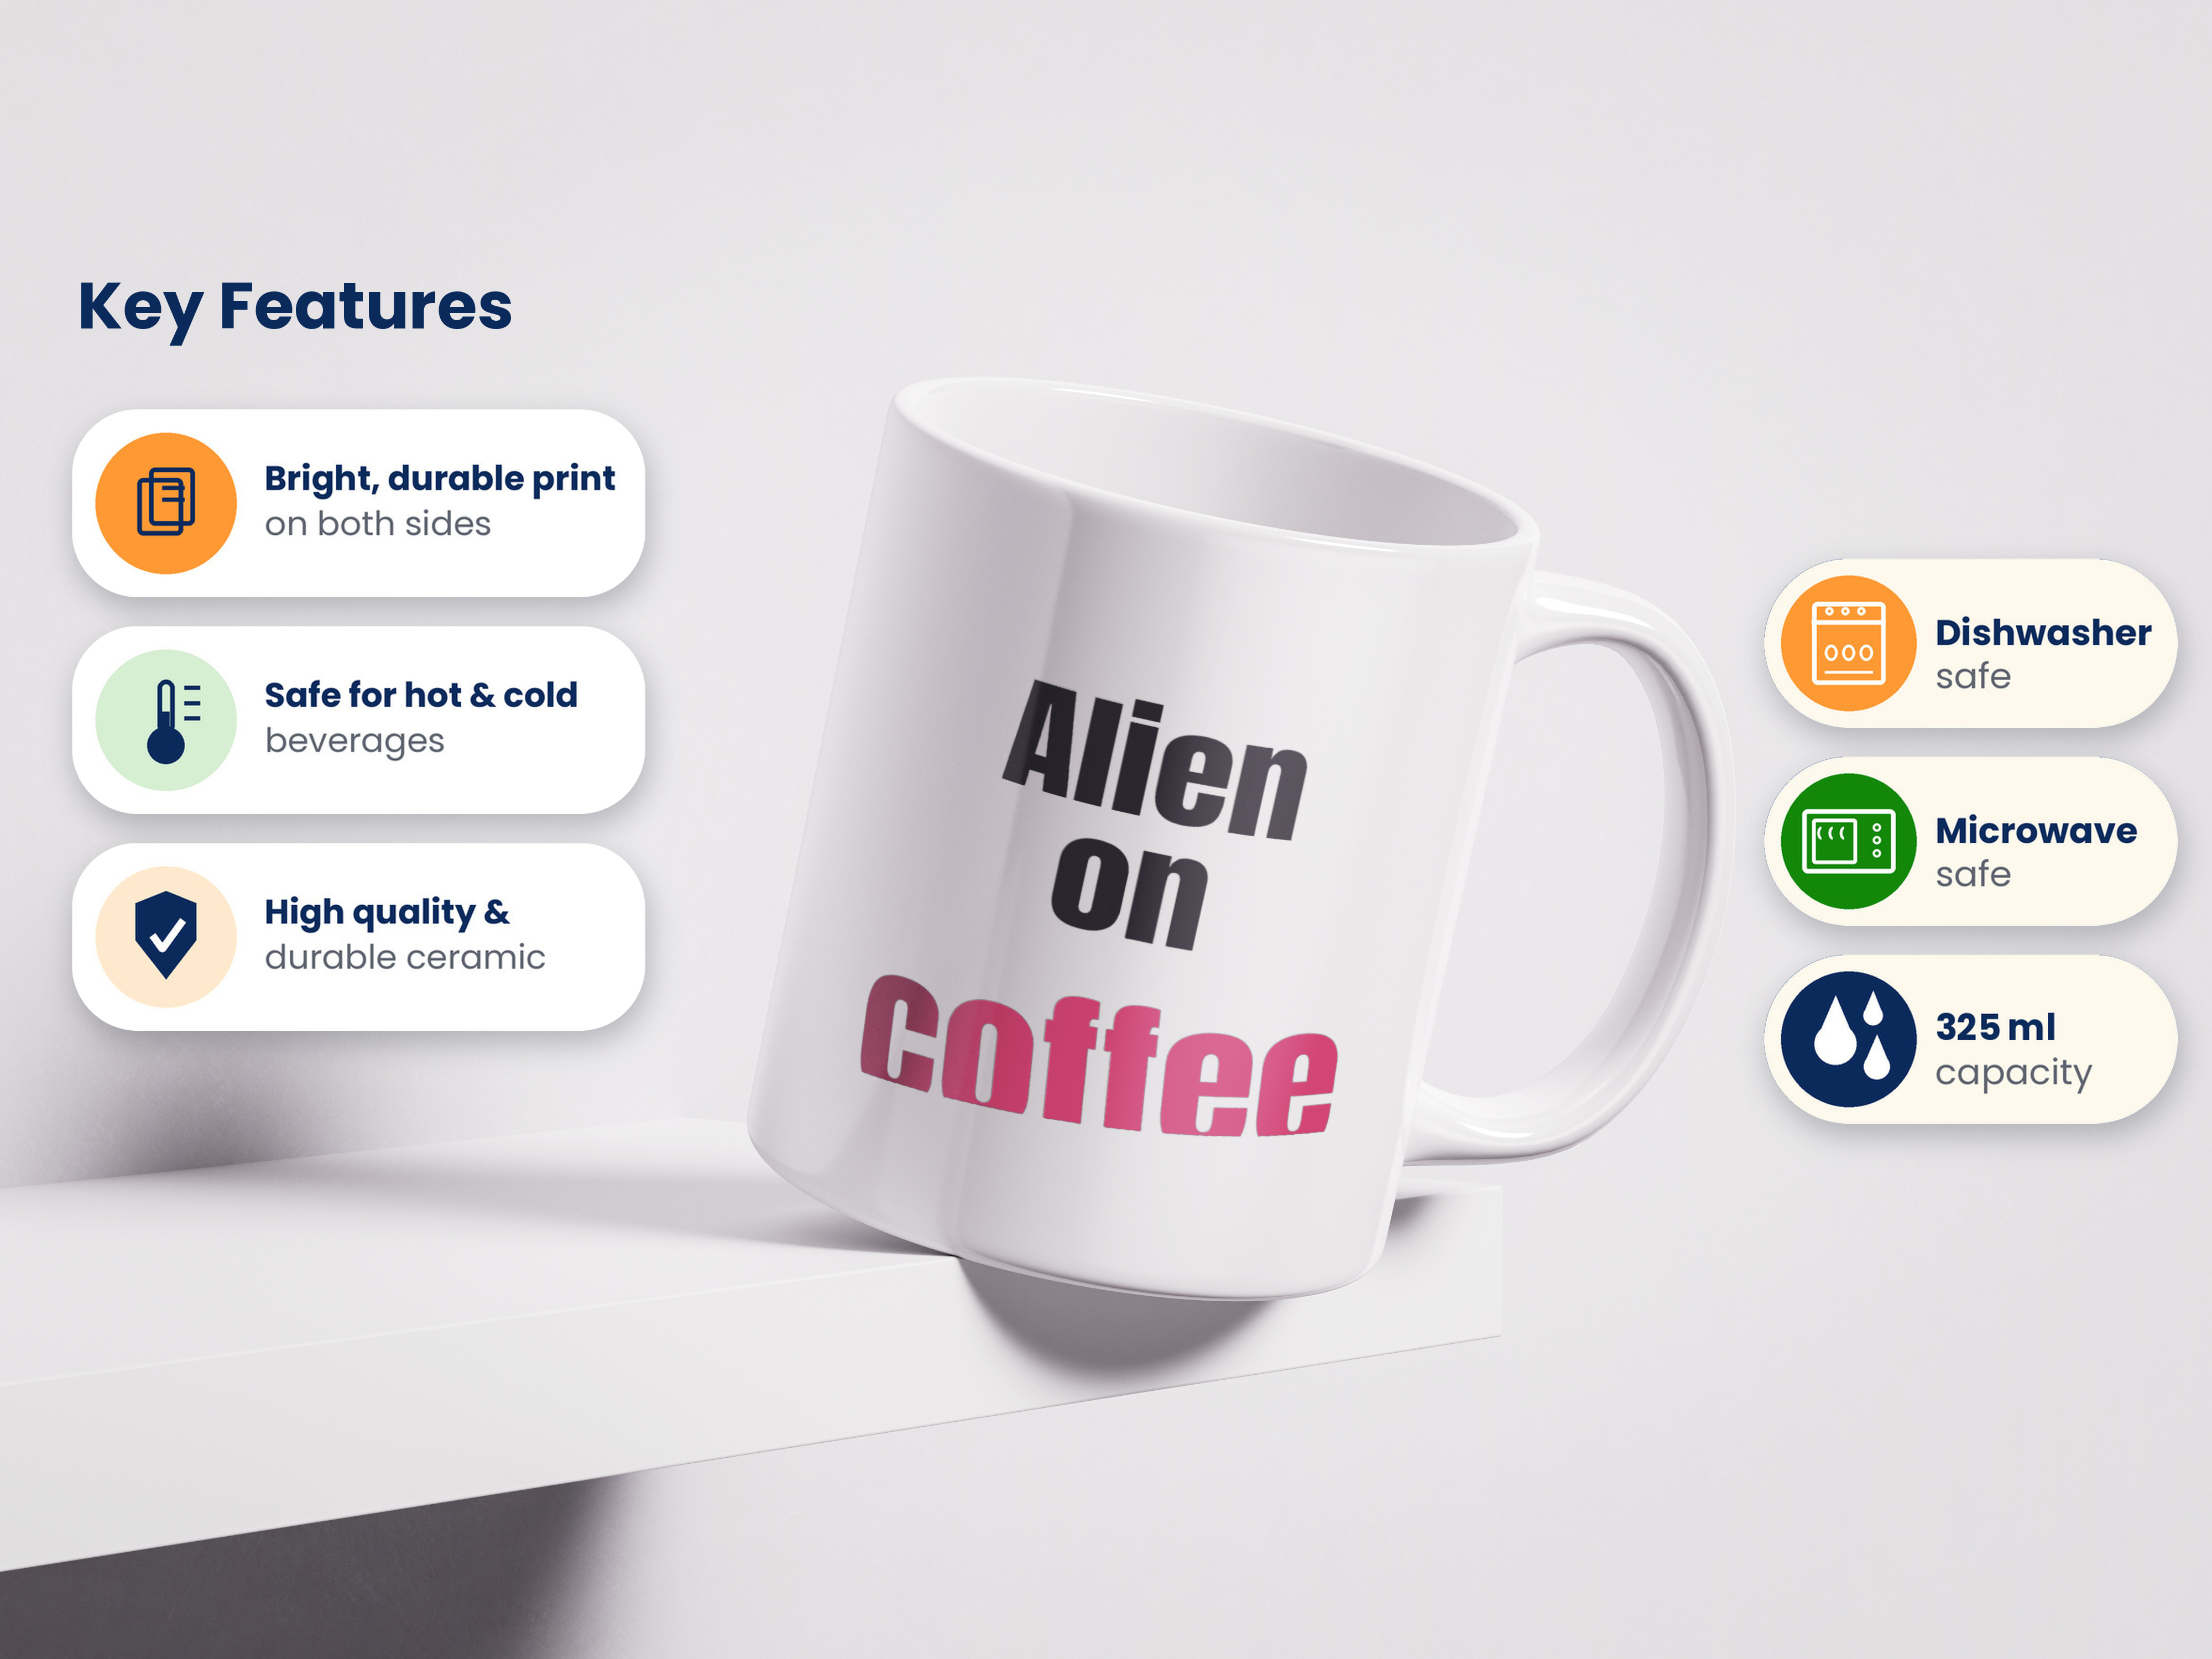 Key Features
Bright, durable print
on both sides
Safe for hot & cold
beverages
High quality &
durable ceramic
Alien
on
Coffee
Dishwasher
safe
Microwave
safe
325 ml
capacity